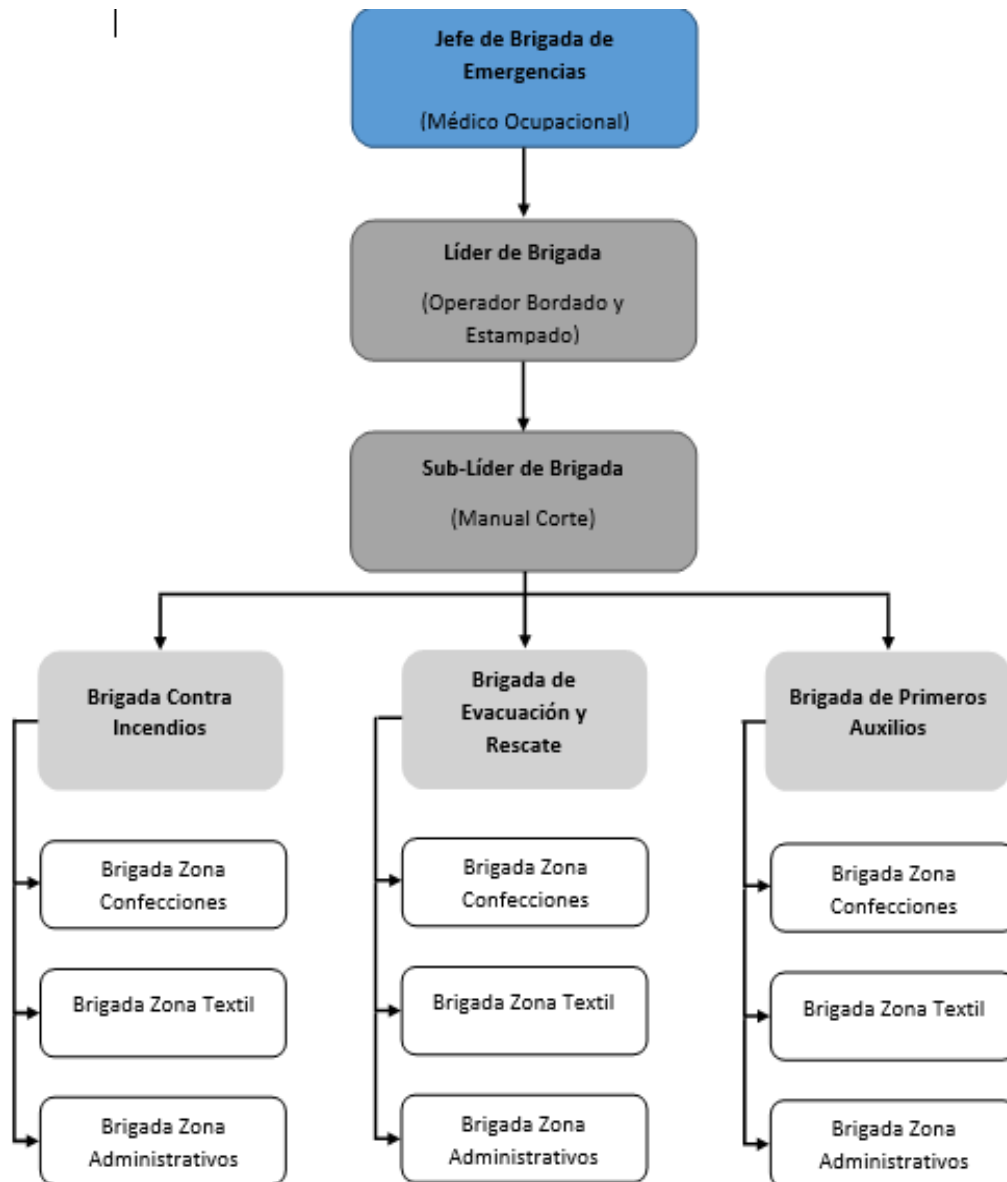 Jefe de Brigada de
Emergencias
(Médico Ocupacional)
Líder de Brigada
(Operador Bordado y
Estampado)
Sub-Líder de Brigada
(Manual Corte)
Brigada Contra
Incendios
Brigada Zona
Confecciones
Brigada Zona Textil
Brigada Zona
Administrativos
Brigada de
Evacuación y
Rescate
Brigada Zona
Confecciones
Brigada Zona Textil
Brigada Zona
Administrativos
Brigada de Primeros
Auxilios
Brigada Zona
Confecciones
Brigada Zona Textil
Brigada Zona
Administrativos